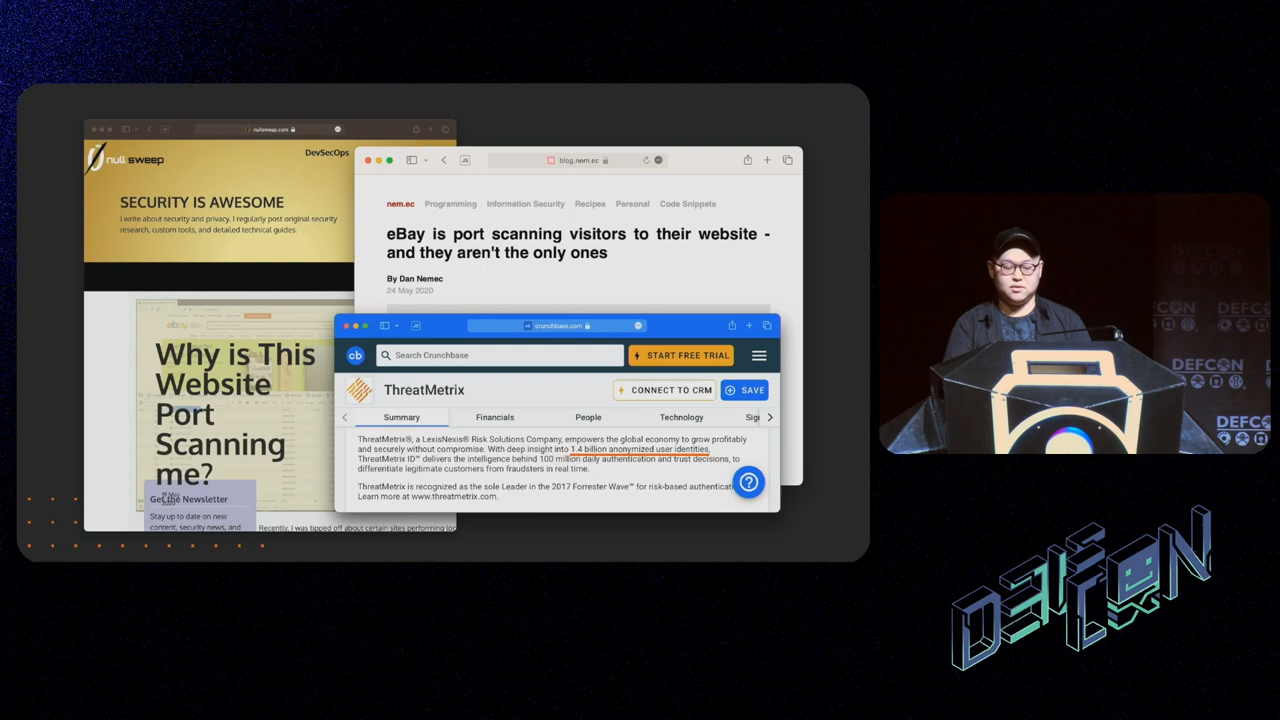 nullsweep.com
null sweep
DevSecOps
SECURITY IS AWESOME
I write about security and privacy. I regularly post original security
research, custom tools, and detailed technical guides.
ebay
Why is This
Website
Port
Scanning
me?
Get the Newsletter
Stay up to date on new
content, security news, and
Recently, I was tipped off about certain sites performing loc
blog.nem.ec
nem.ec Programming Information Security Recipes Personal Code Snippets
eBay is port scanning visitors to their website -
and they aren't the only ones
By Dan Nemec
24 May 2020
crunchbase.com
cb
Search Crunchbase
START FREE TRIAL
ThreatMetrix
CONNECT TO CRM
SAVE
Summary Financials People Technology Sig
ThreatMetrix®, a LexisNexis® Risk Solutions Company, empowers the global economy to grow profitably
and securely without compromise. With deep insight into 1.4 billion anonymized user identities,
ThreatMetrix ID™ delivers the intelligence behind 100 million daily authentication and trust decisions, to
differentiate legitimate customers from fraudsters in real time.
ThreatMetrix is recognized as the sole Leader in the 2017 Forrester Wave™ for risk-based authenticat
Learn more at www.threatmetrix.com.
DEFCON
DEFCON
DEFCON
DEFCON